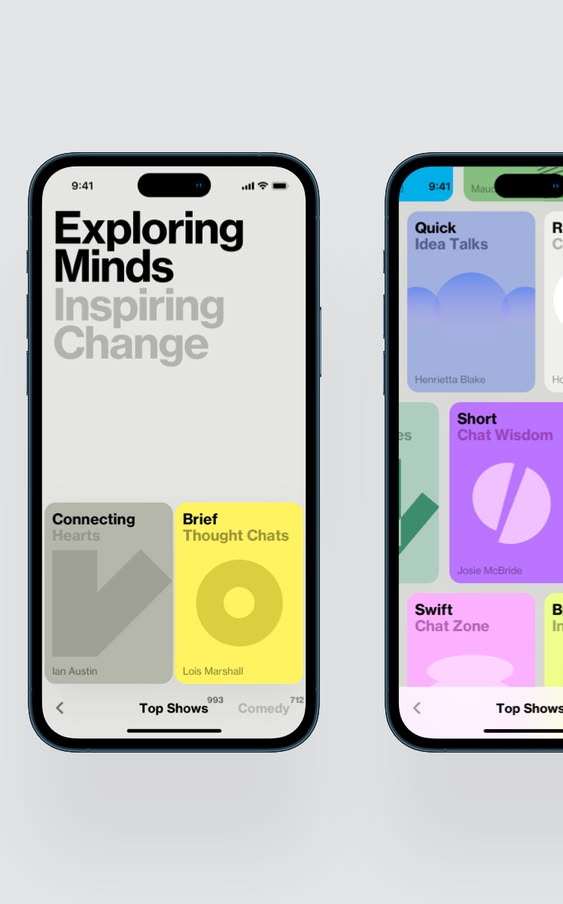 9:41
Exploring
Minds
Inspiring
Change
Connecting
Hearts
Ian Austin
Brief
Thought Chats
Lois Marshall
Top Shows 993
Comedy 712
9:41
Quick
Idea Talks
Henrietta Blake
Short
Chat Wisdom
Josie McBride
Swift
Chat Zone
Top Shows